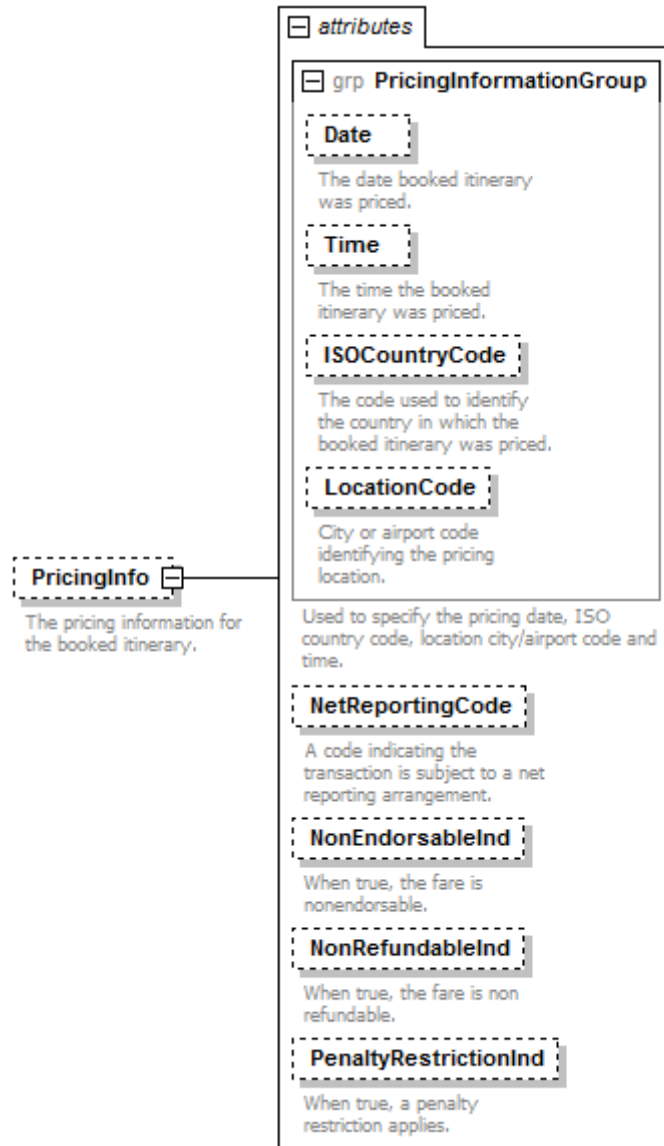 attributes
grp PricingInformationGroup
Date
The date booked itinerary
was priced.
Time
The time the booked
itinerary was priced.
ISOCountryCode
The code used to identify
the country in which the
booked itinerary was priced.
LocationCode
City or airport code
identifying the pricing
location.
PricingInfo
The pricing information for
the booked itinerary.
Used to specify the pricing date, ISO
country code, location city/airport code and
time.
NetReportingCode
A code indicating the
transaction is subject to a net
reporting arrangement.
NonEndorsableInd
When true, the fare is
nonendorsable.
NonRefundableInd
When true, the fare is non
refundable.
PenaltyRestrictionInd
When true, a penalty
restriction applies.